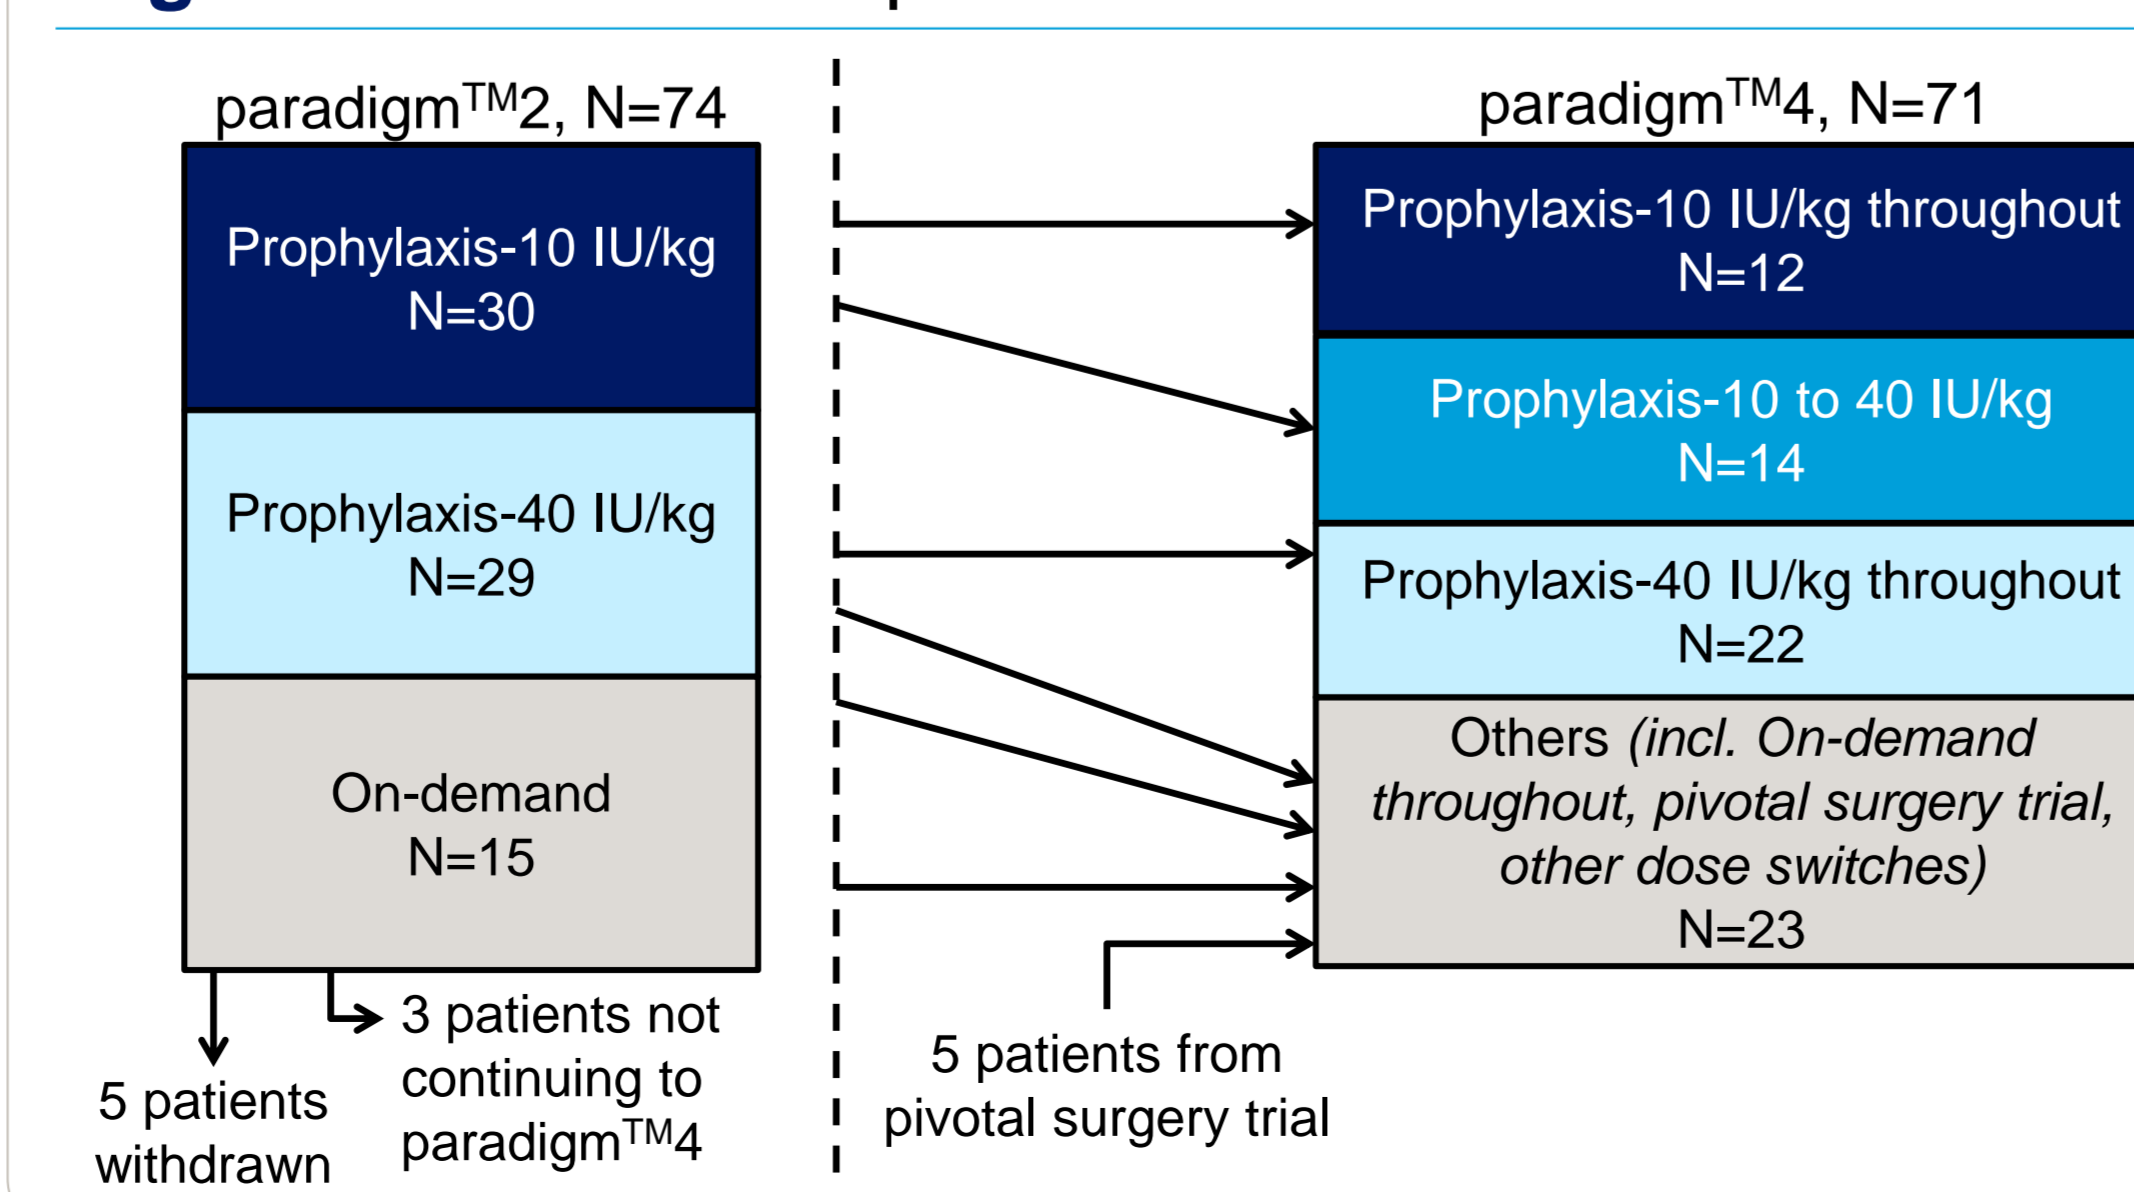 paradigm™2, N=74
Prophylaxis-10 IU/kg
N=30
Prophylaxis-40 IU/kg
N=29
On-demand
N=15
5 patients
withdrawn
3 patients not
continuing to
paradigm™4
5 patients from
pivotal surgery trial
paradigm™4, N=71
Prophylaxis-10 IU/kg throughout
N=12
Prophylaxis-10 to 40 IU/kg
N=14
Prophylaxis-40 IU/kg throughout
N=22
Others (incl. On-demand
throughout, pivotal surgery trial,
other dose switches)
N=23